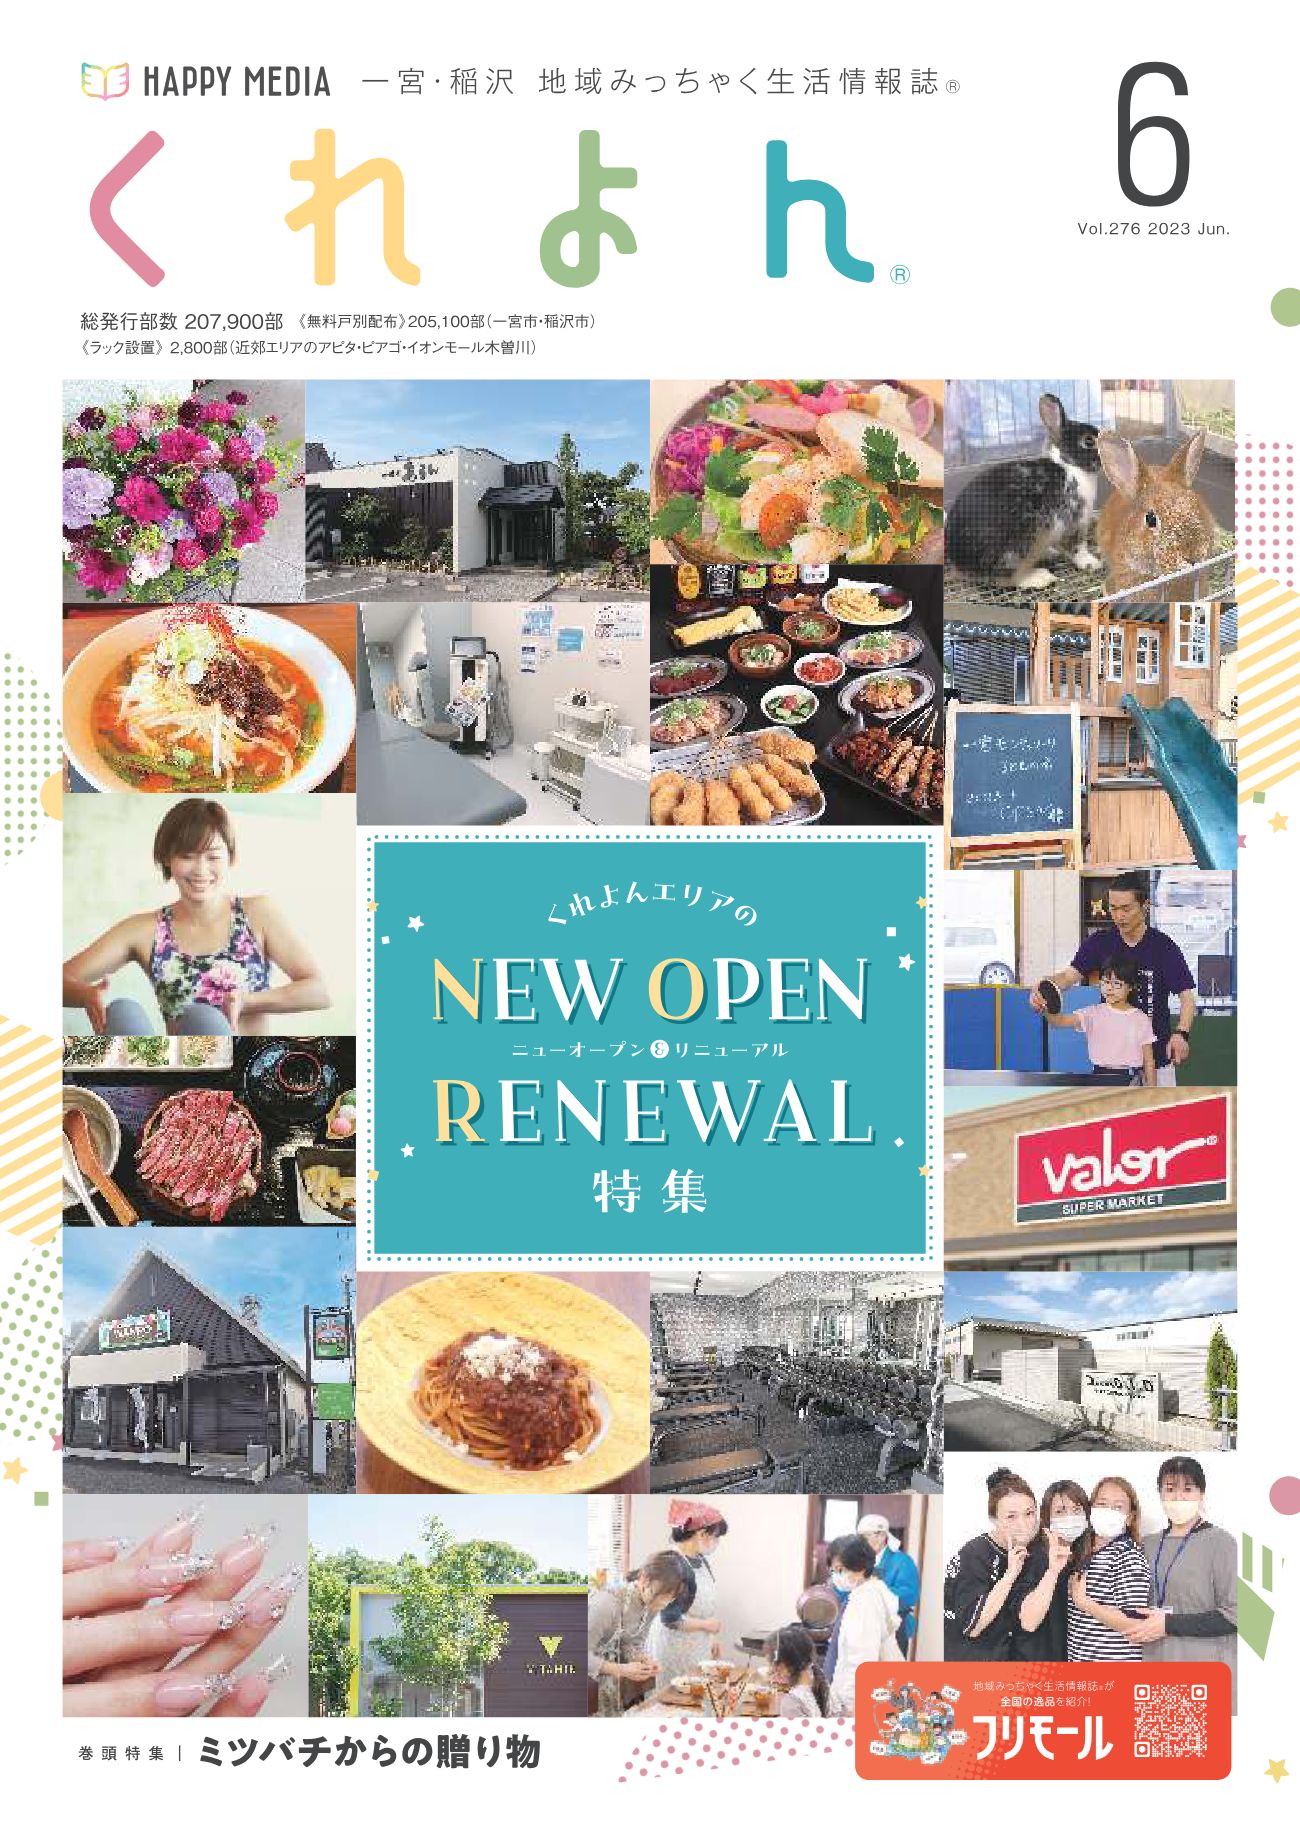 HAPPY MEDIA 一宮・稲沢 地域みっちゃく生活情報誌®
くれよん®
6
Vol.276 2023 Jun.
総発行部数 207,900部 《無料戸別配布》205,100部（一宮市・稲沢市）
《ラック設置》 2,800部（近郊エリアのアピタ・ピアゴ・イオンモール木曽川）
くれよんエリアの
NEW OPEN
ニューオープン&リニューアル
RENEWAL
特集
valor
SUPER MARKET
巻頭特集 | ミツバチからの贈り物
地域みっちゃく生活情報誌®が
全国の逸品を紹介!
フリモール